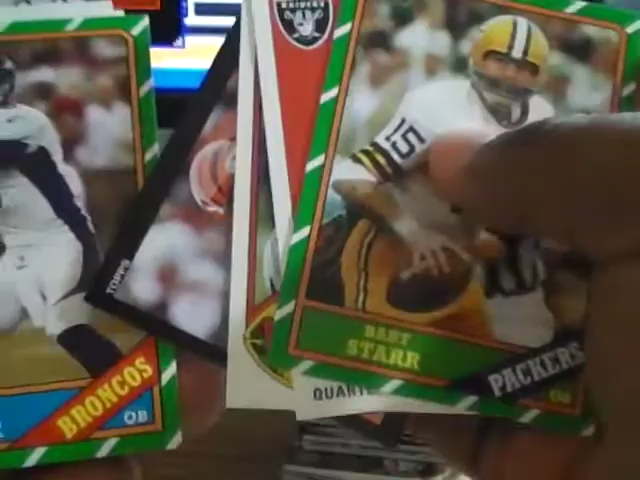 RAIDERS
15
TOPPS
BART
STARR
PACKERS
QB
QUART
BRONCOS
QB